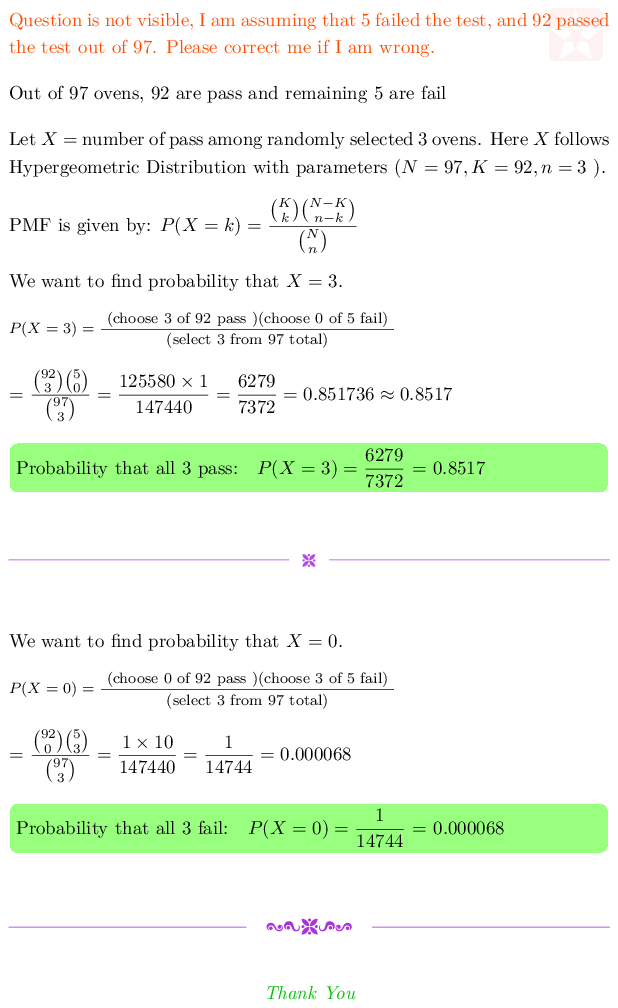 Question is not visible, I am assuming that 5 failed the test, and 92 passed
the test out of 97. Please correct me if I am wrong.
Out of 97 ovens, 92 are pass and remaining 5 are fail
Let X = number of pass among randomly selected 3 ovens. Here X follows
Hypergeometric Distribution with parameters (N = 97, K = 92, n = 3 ).
PMF is given by: P(X = k) = \frac{\binom{K}{k}\binom{N-K}{n-k}}{\binom{N}{n}}
We want to find probability that X = 3.
P(X = 3) = \frac{(choose 3 of 92 pass )(choose 0 of 5 fail)}{(select 3 from 97 total)}
= \frac{\binom{92}{3}\binom{5}{0}}{\binom{97}{3}} = \frac{125580 × 1}{147440} = \frac{6279}{7372} = 0.851736 ≈ 0.8517
Probability that all 3 pass: P(X = 3) = \frac{6279}{7372} = 0.8517
We want to find probability that X = 0.
P(X = 0) = \frac{(choose 0 of 92 pass )(choose 3 of 5 fail)}{(select 3 from 97 total)}
= \frac{\binom{92}{0}\binom{5}{3}}{\binom{97}{3}} = \frac{1 × 10}{147440} = \frac{1}{14744} = 0.000068
Probability that all 3 fail: P(X = 0) = \frac{1}{14744} = 0.000068
Thank You